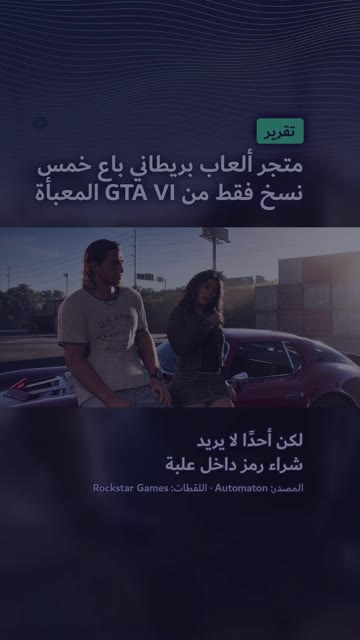 تقرير
متجر ألعاب بريطاني باع خمس
نسخ فقط من GTA VI المعبأة
U.S. ARMY
لكن أحدًا لا يريد
شراء رمز داخل علبة
المصدر: Automaton · اللقطات: Rockstar Games